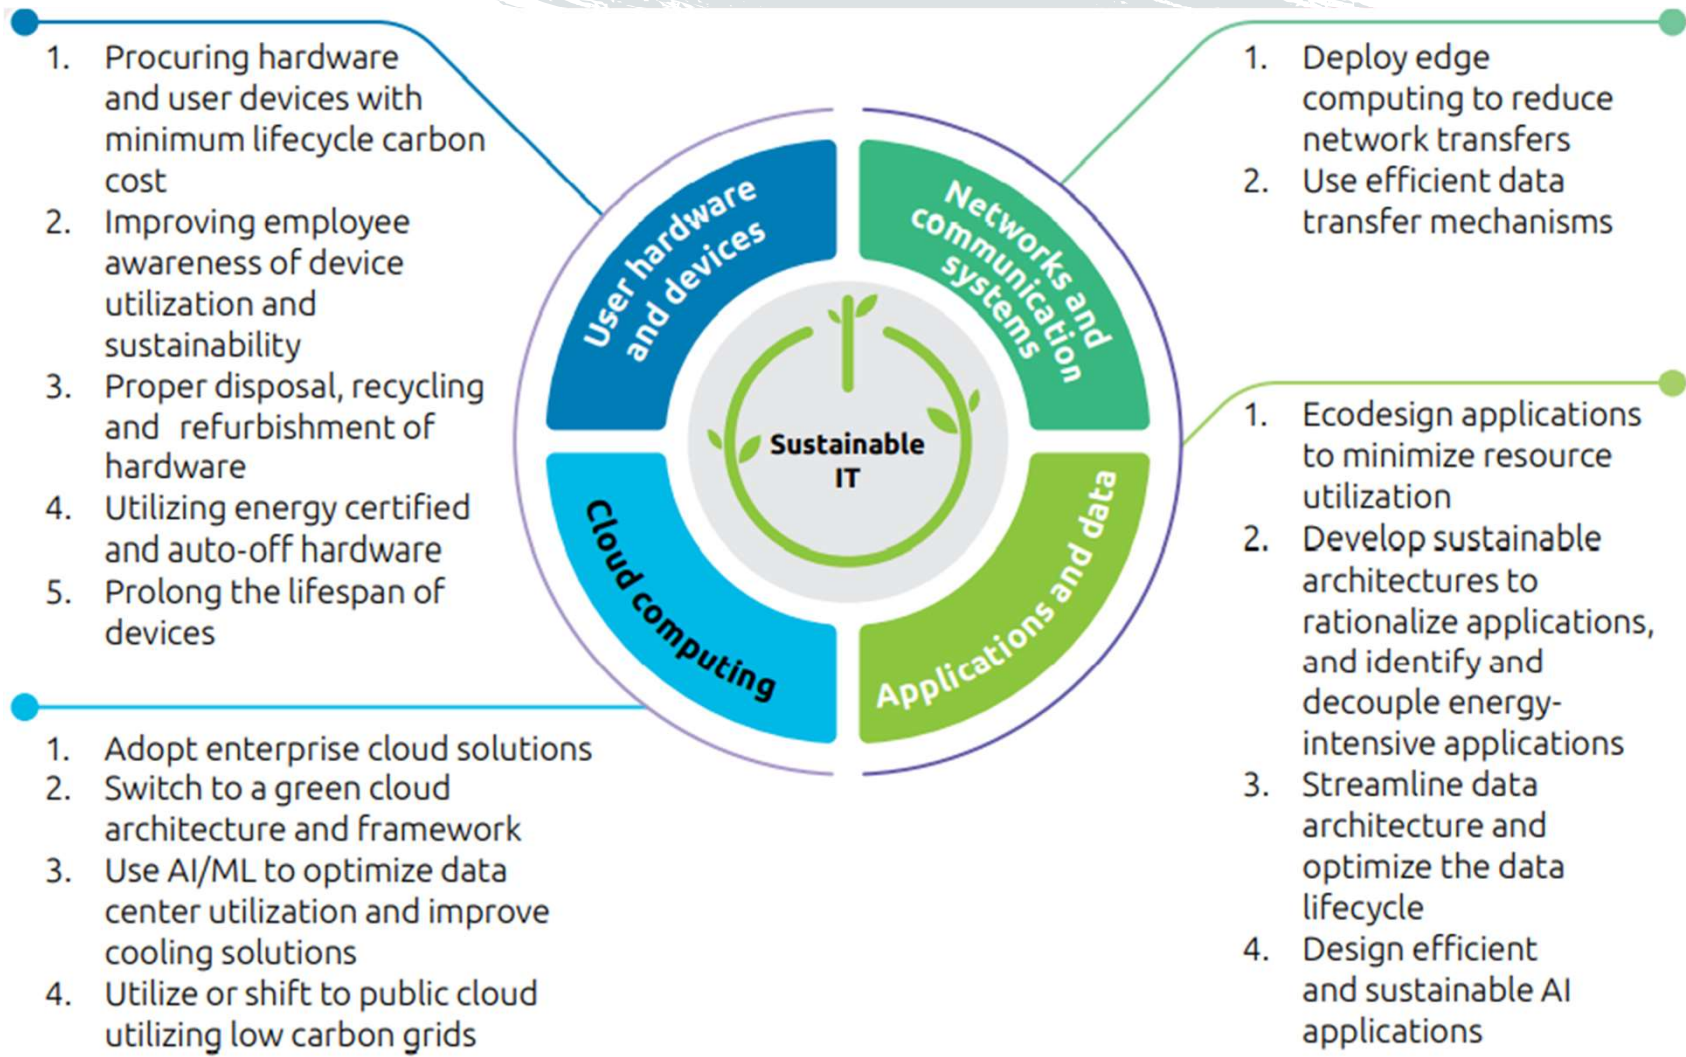 1. Procuring hardware
and user devices with
minimum lifecycle carbon
cost
2. Improving employee
awareness of device
utilization and
sustainability
3. Proper disposal, recycling
and refurbishment of
hardware
4. Utilizing energy certified
and auto-off hardware
5. Prolong the lifespan of
devices
1. Deploy edge
computing to reduce
network transfers
2. Use efficient data
transfer mechanisms
User hardware
and devices
Networks and
communication
systems
Sustainable
IT
Cloud computing
Applications and data
1. Adopt enterprise cloud solutions
2. Switch to a green cloud
architecture and framework
3. Use AI/ML to optimize data
center utilization and improve
cooling solutions
4. Utilize or shift to public cloud
utilizing low carbon grids
1. Ecodesign applications
to minimize resource
utilization
2. Develop sustainable
architectures to
rationalize applications,
and identify and
decouple energy-
intensive applications
3. Streamline data
architecture and
optimize the data
lifecycle
4. Design efficient
and sustainable AI
applications